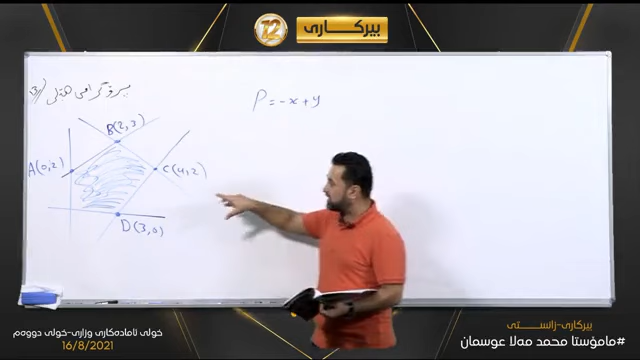 12
بیرکاری
P = -x + y
B(2,3)
A(0,2)
C(4,2)
D(3,0)
خولی ئامادەکاری وزاری-خولی دووەم
16/8/2021
بیرکاری-زانستی
#مامۆستا محمد مەلا عوسمان